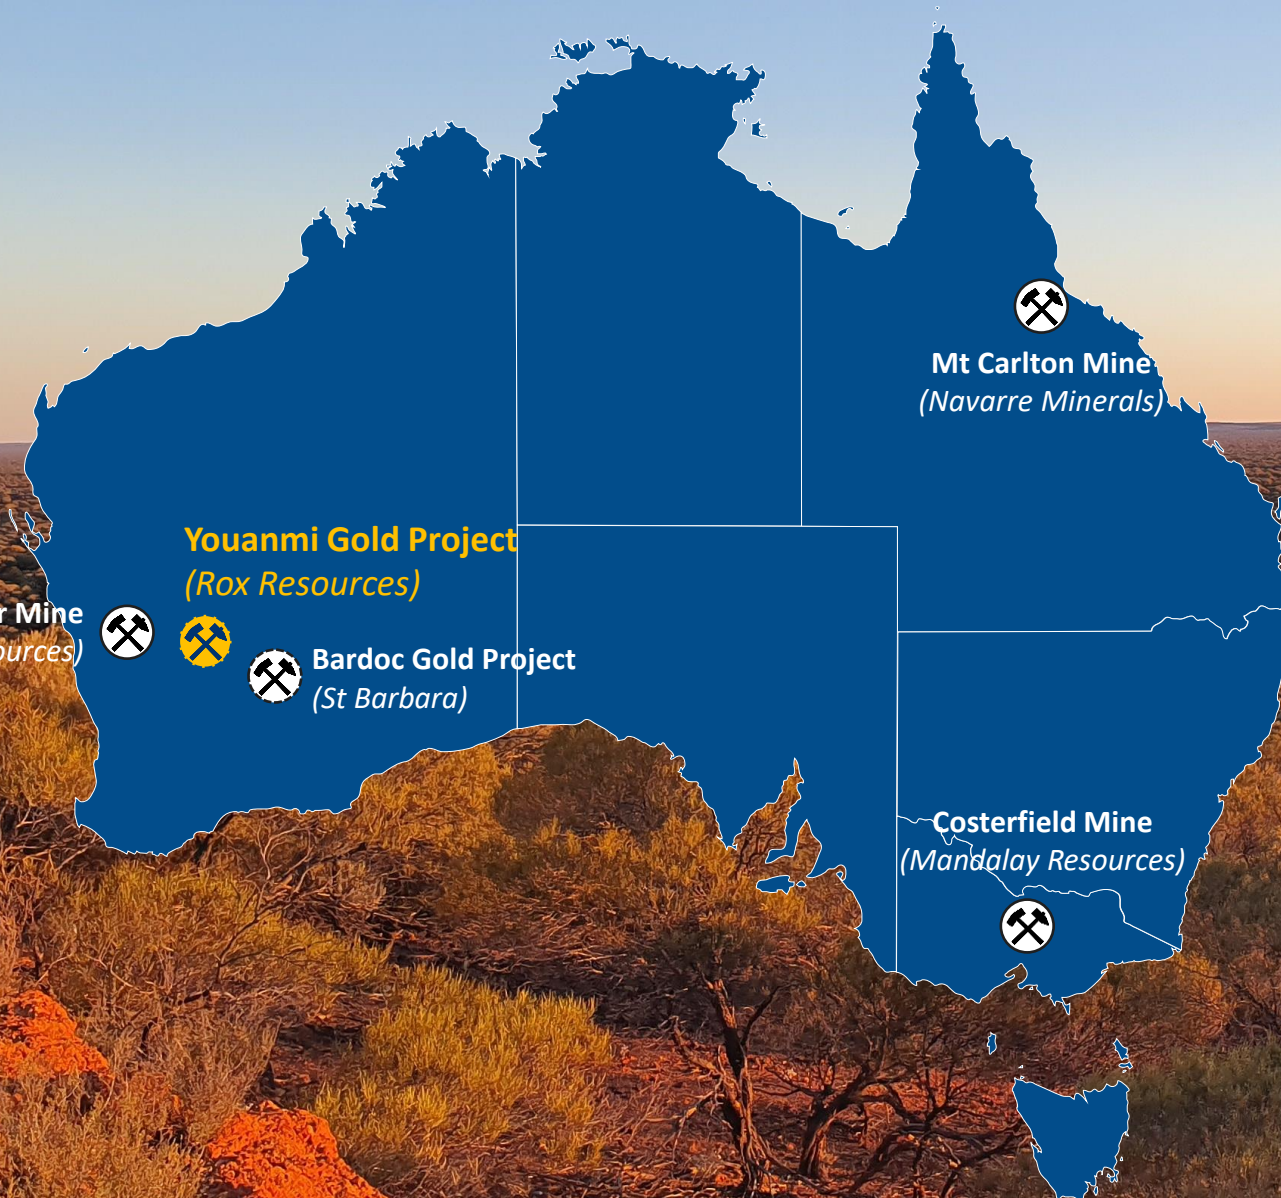 Mt Carlton Mine
(Navarre Minerals)
Youanmi Gold Project
(Rox Resources)
Mine
Bardoc Gold Project
(St Barbara)
Costerfield Mine
(Mandalay Resources)